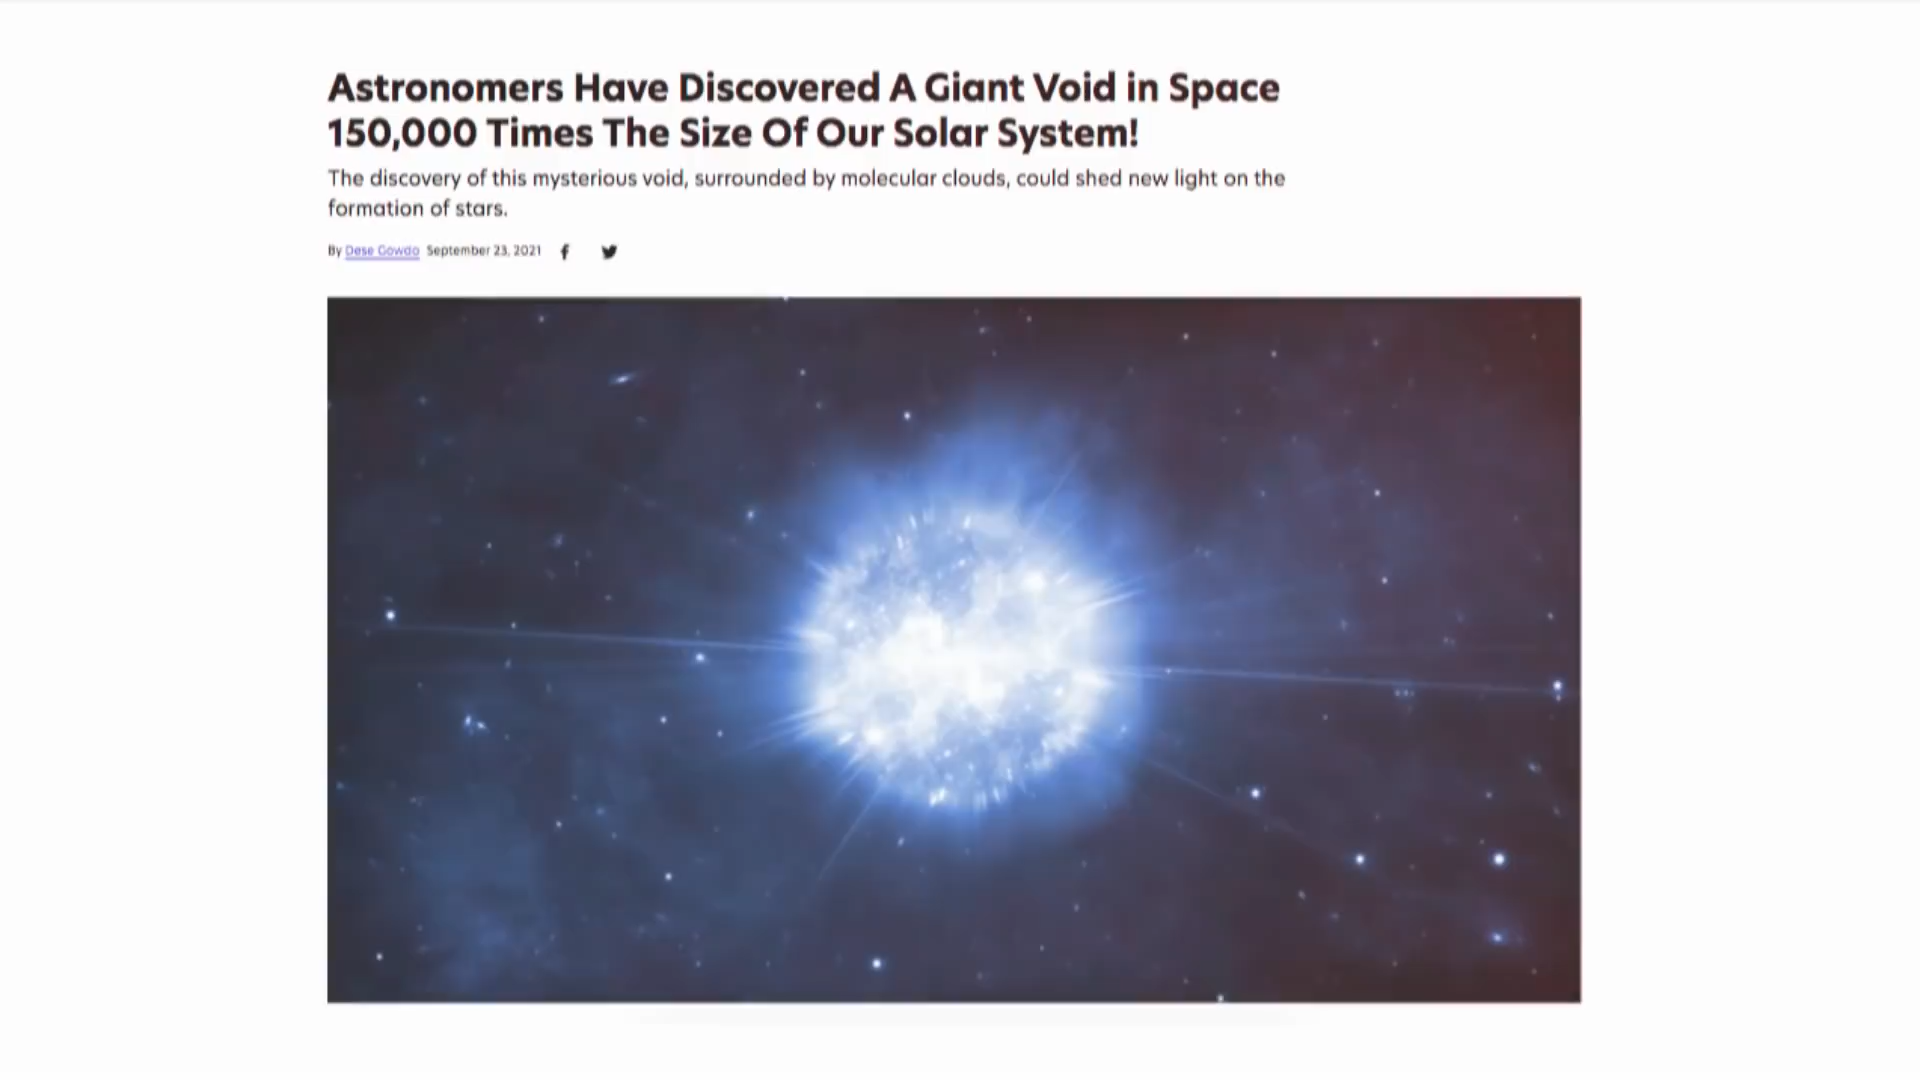 Astronomers Have Discovered A Giant Void in Space
150,000 Times The Size Of Our Solar System!
The discovery of this mysterious void, surrounded by molecular clouds, could shed new light on the
formation of stars.
By Dese Gowda September 23, 2021